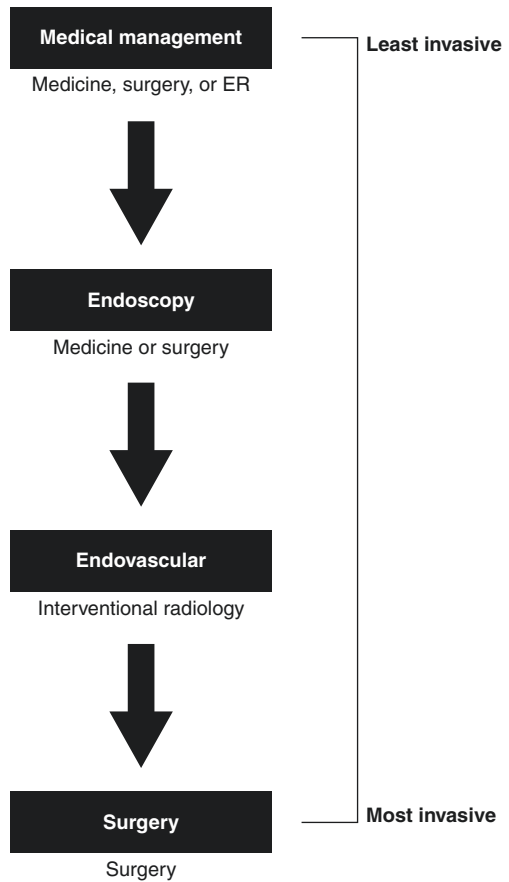 Medical management
Least invasive
Medicine, surgery, or ER
Endoscopy
Medicine or surgery
Endovascular
Interventional radiology
Surgery
Most invasive
Surgery